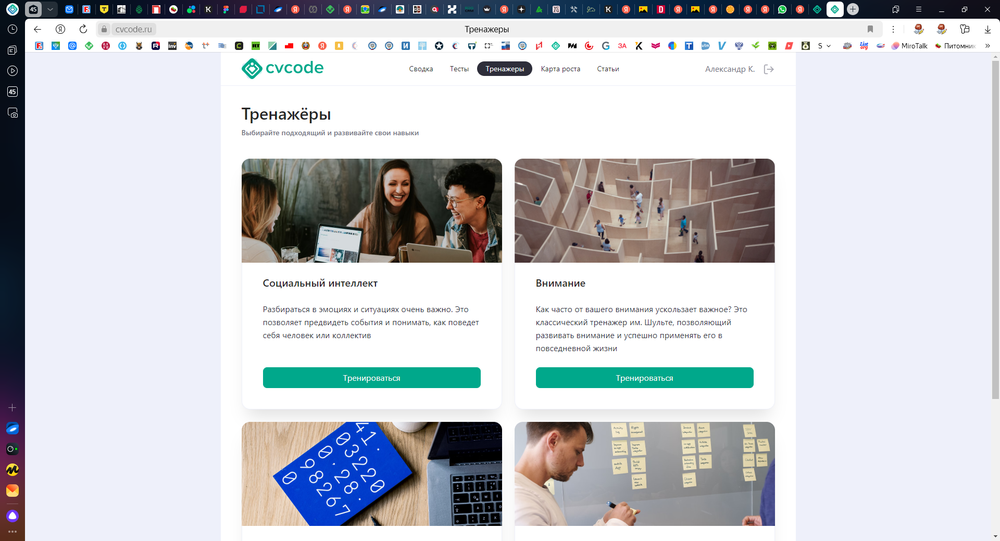 45
cvcode.ru
Тренажеры
S
MiroTalk
Питомник
»
45
cvcode
Сводка
Тесты
Тренажеры
Карта роста
Статьи
Александр К.
Тренажёры
Выбирайте подходящий и развивайте свои навыки
Социальный интеллект
Разбираться в эмоциях и ситуациях очень важно. Это
позволяет предвидеть события и понимать, как поведет
себя человек или коллектив
Тренироваться
Внимание
Как часто от вашего внимания ускользает важное? Это
классический тренажер им. Шульте, позволяющий
развивать внимание и успешно применять его в
повседневной жизни
Тренироваться